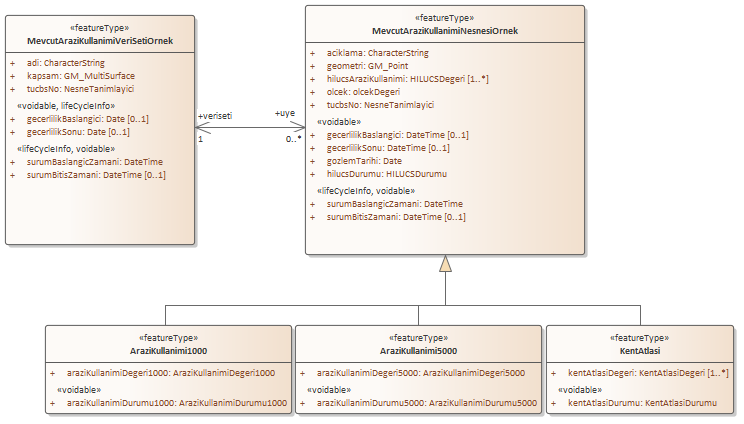 «featureType»
MevcutAraziKullanimiVeriSetiOrnek
+ adi: CharacterString
+ kapsam: GM_MultiSurface
+ tucbsNo: NesneTanimlayici
«voidable, lifeCycleInfo»
+ gecerlilikBaslangici: Date [0..1]
+ gecerlilikSonu: Date [0..1]
«lifeCycleInfo, voidable»
+ surumBaslangicZamani: DateTime
+ surumBitisZamani: DateTime [0..1]
+veriseti
1
+uye
0..*
«featureType»
MevcutAraziKullanimiNesnesiOrnek
+ aciklama: CharacterString
+ geometri: GM_Point
+ hilucsAraziKullanimi: HILUCSDegeri [1..*]
+ olcek: olcekDegeri
+ tucbsNo: NesneTanimlayici
«voidable»
+ gecerlilikBaslangici: DateTime [0..1]
+ gecerlilikSonu: DateTime [0..1]
+ gozlemTarihi: Date
+ hilucsDurumu: HILUCSDurumu
«lifeCycleInfo, voidable»
+ surumBaslangicZamani: DateTime
+ surumBitisZamani: DateTime [0..1]
«featureType»
AraziKullanimi1000
+ araziKullanimiDegeri1000: AraziKullanimiDegeri1000
«voidable»
+ araziKullanimiDurumu1000: AraziKullanimiDurumu1000
«featureType»
AraziKullanimi5000
+ araziKullanimiDegeri5000: AraziKullanimiDegeri5000
«voidable»
+ araziKullanimiDurumu5000: AraziKullanimiDurumu5000
«featureType»
KentAtlasi
+ kentAtlasiDegeri: KentAtlasiDegeri [1..*]
«voidable»
+ kentAtlasiDurumu: KentAtlasiDurumu